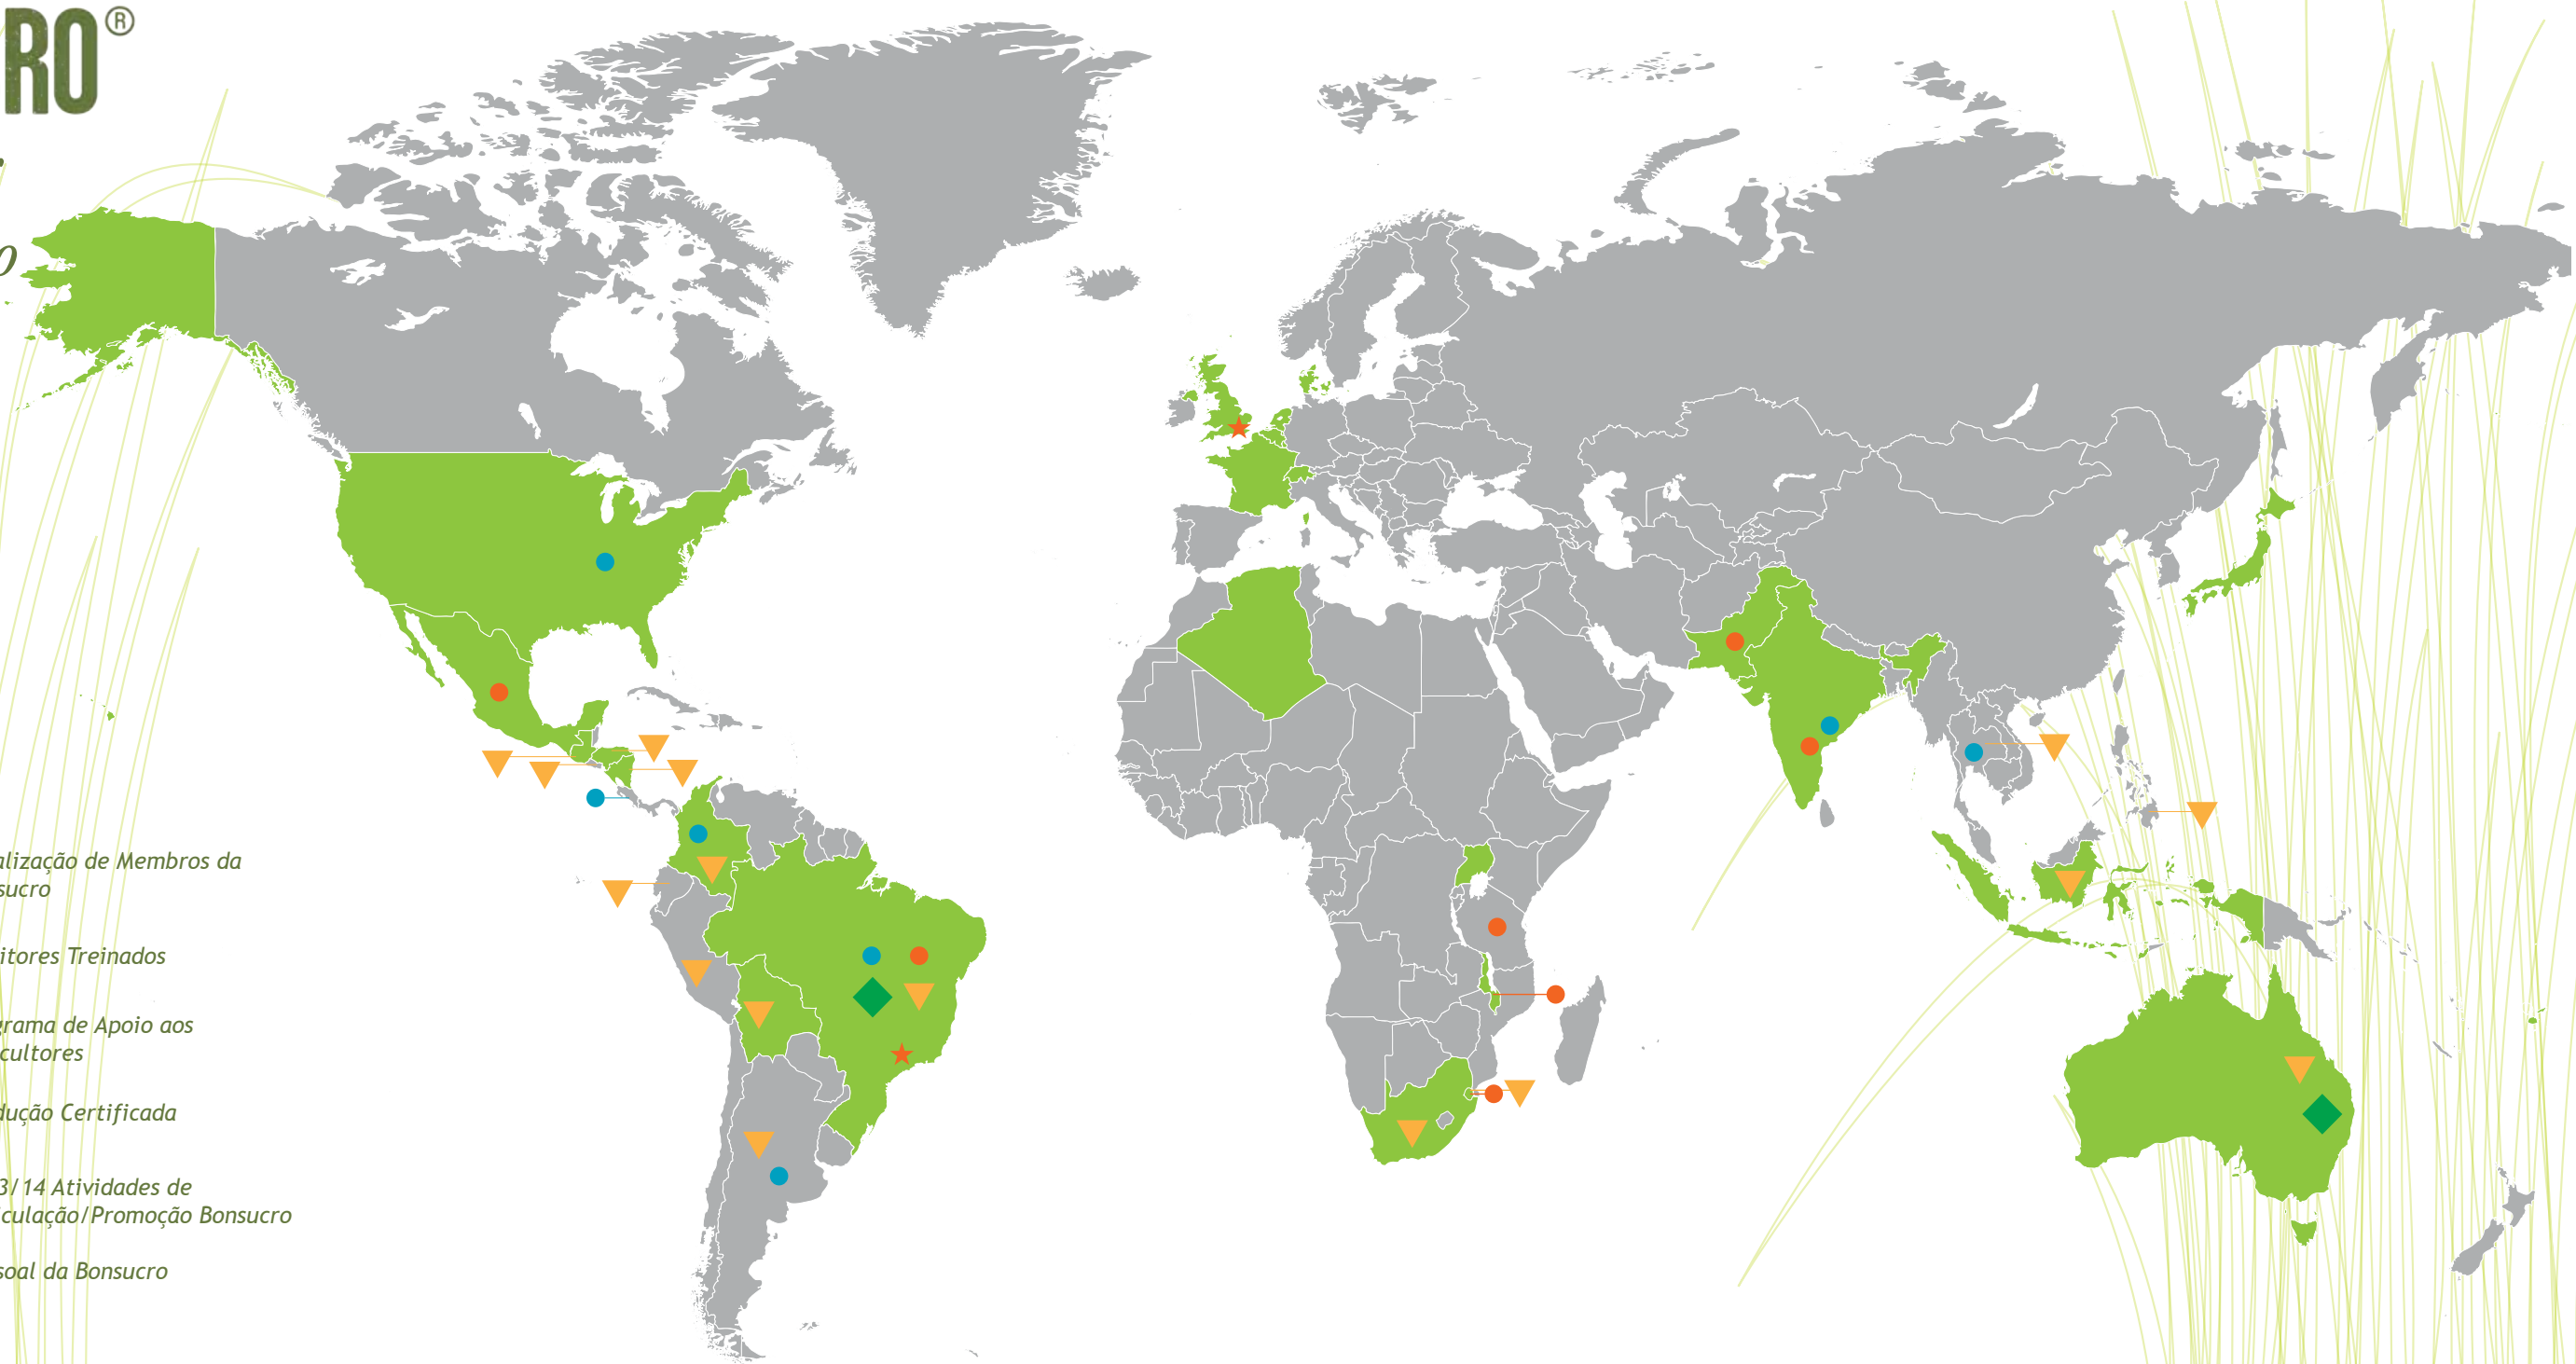 RO®
o
alização de Membros da
sucro
itores Treinados
grama de Apoio aos
cultores
dução Certificada
3/14 Atividades de
iculação/Promoção Bonsucro
soal da Bonsucro